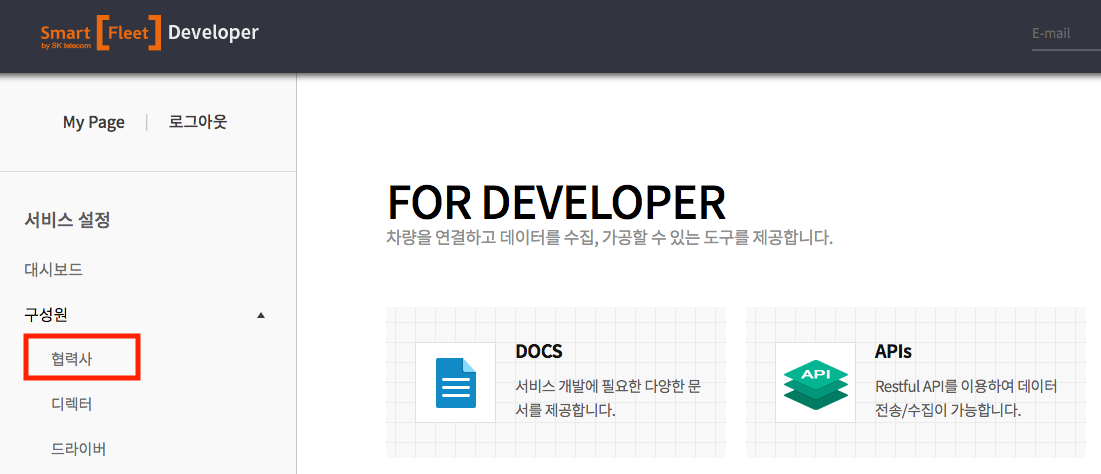 Smart [Fleet] Developer
by SK telecom
E-mail
My Page | 로그아웃
서비스 설정
대시보드
구성원
협력사
디렉터
드라이버
FOR DEVELOPER
차량을 연결하고 데이터를 수집, 가공할 수 있는 도구를 제공합니다.
DOCS
서비스 개발에 필요한 다양한 문
서를 제공합니다.
API
APIs
Restful API를 이용하여 데이터
전송/수집이 가능합니다.